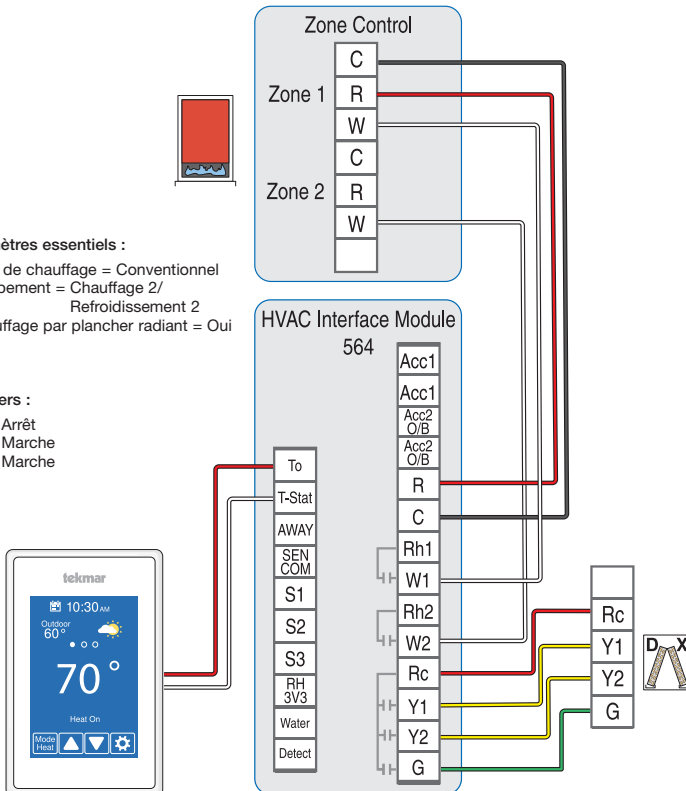 Zone Control
C
Zone 1
R
W
C
Zone 2
R
W
ètres essentiels :
de chauffage = Conventionnel
pement = Chauffage 2/
Refroidissement 2
uffage par plancher radiant = Oui
ers :
Arrêt
Marche
Marche
HVAC Interface Module
564
Acc1
Acc1
Acc2
O/B
Acc2
O/B
R
C
Rh1
W1
Rh2
W2
Rc
Y1
Y2
G
To
T-Stat
AWAY
SEN
COM
S1
S2
S3
RH
3V3
Water
Detect
tekmar
10:30 AM
Outdoor
60°
70°
Heat On
Mode
Heat
Rc
Y1
Y2
G
D X